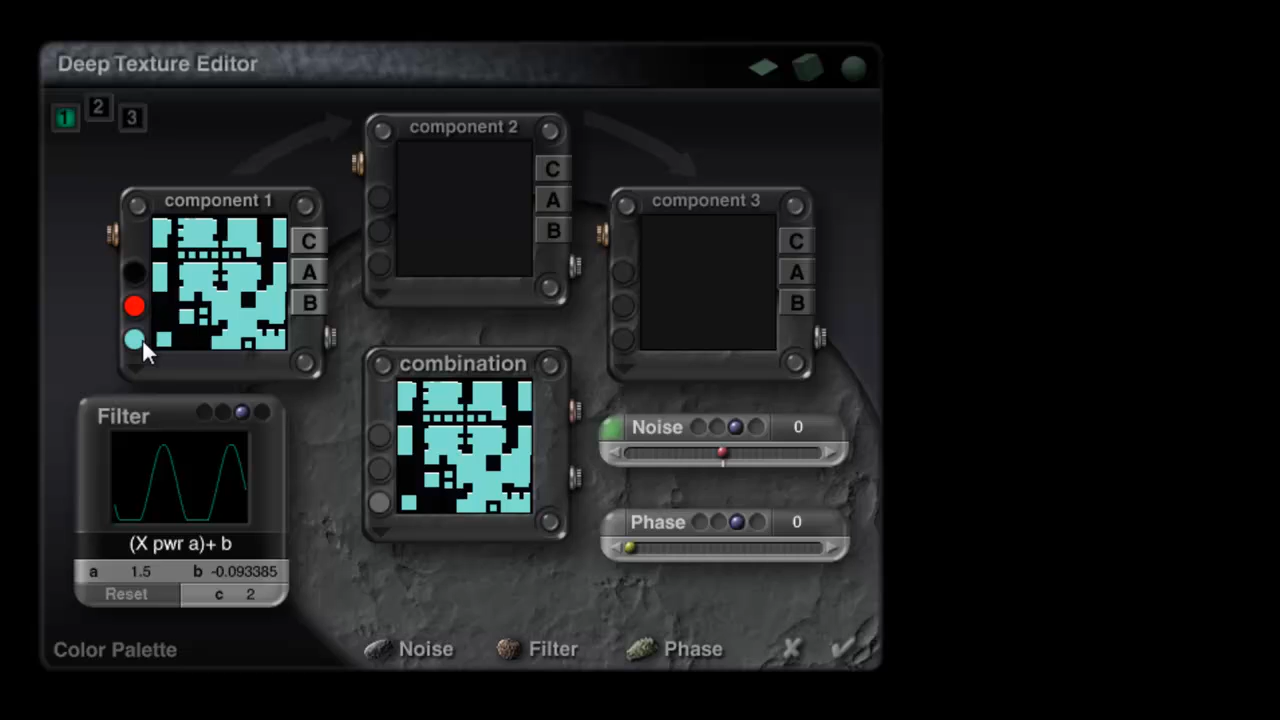 Deep Texture Editor
1
2
3
component 1
C
A
B
component 2
C
A
B
component 3
C
A
B
combination
Filter
(X pwr a)+ b
a 1.5 b -0.093385
Reset c 2
Noise 0
Phase 0
Color Palette
Noise Filter Phase